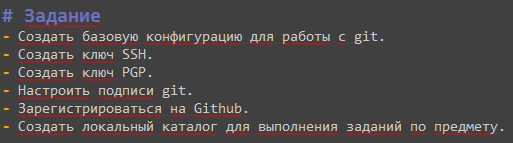 # Задание
- Создать базовую конфигурацию для работы с git.
- Создать ключ SSH.
- Создать ключ PGP.
- Настроить подписи git.
- Зарегистрироваться на Github.
- Создать локальный каталог для выполнения заданий по предмету.